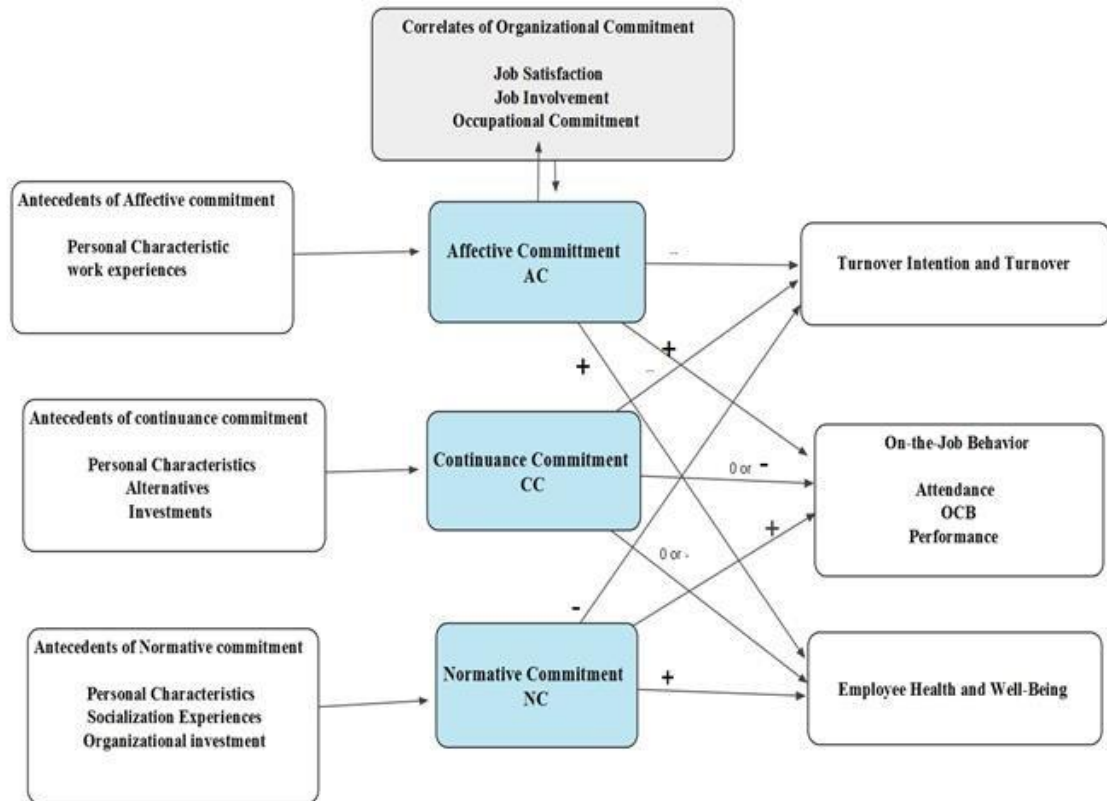 Correlates of Organizational Commitment
Job Satisfaction
Job Involvement
Occupational Commitment
Antecedents of Affective commitment
Personal Characteristic
work experiences
Affective Committment
AC
--
Turnover Intention and Turnover
+
+
--
Antecedents of continuance commitment
Personal Characteristics
Alternatives
Investments
Continuance Commitment
CC
0 or -
On-the-Job Behavior
Attendance
OCB
Performance
+
0 or -
-
Antecedents of Normative commitment
Personal Characteristics
Socialization Experiences
Organizational investment
Normative Commitment
NC
+
Employee Health and Well-Being